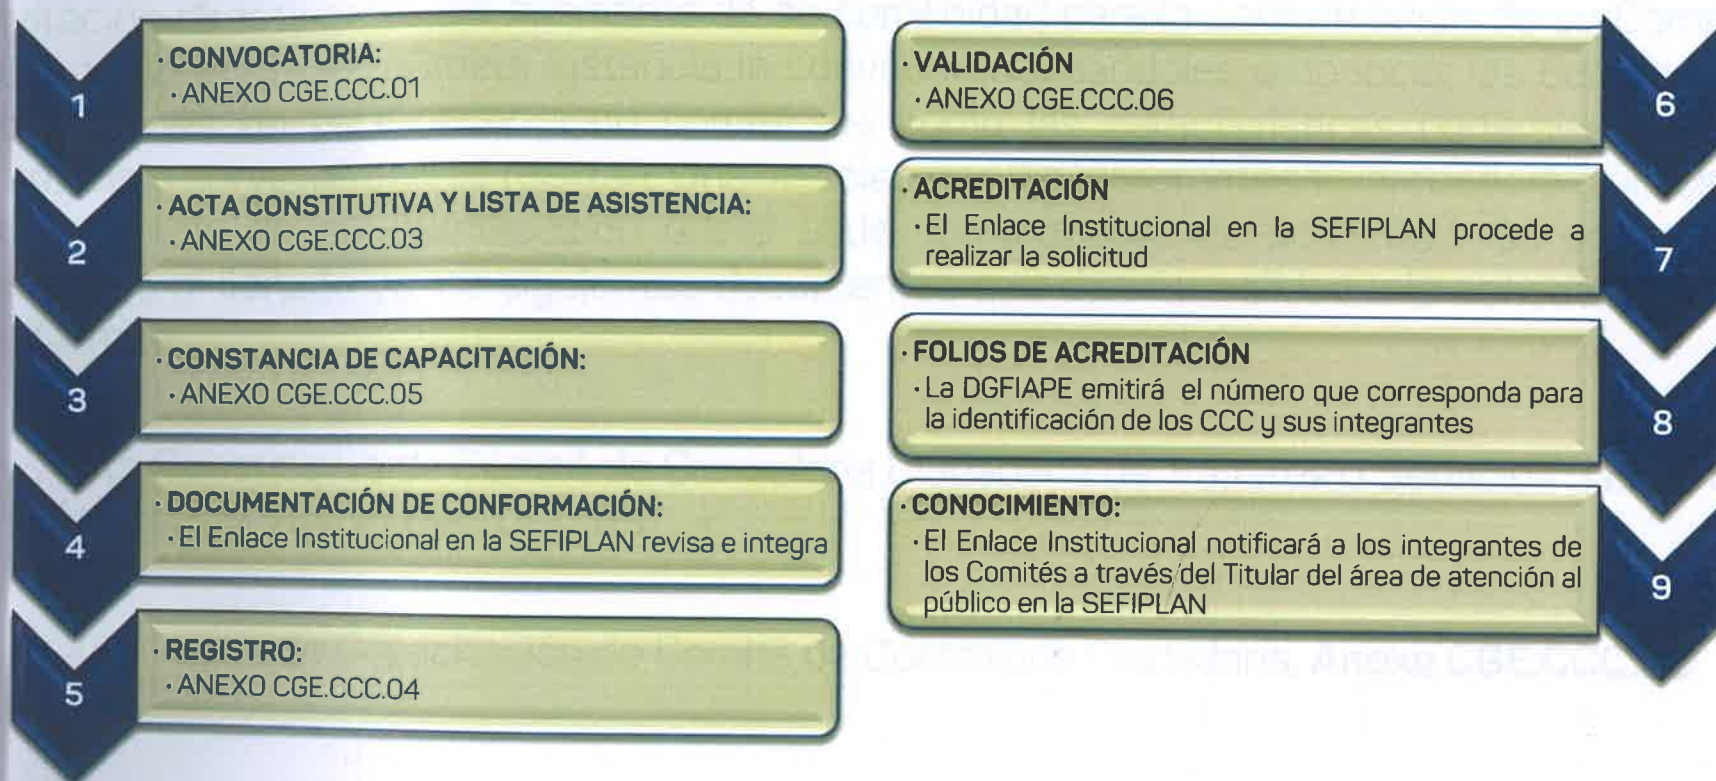 1
· CONVOCATORIA:
· ANEXO CGE.CCC.01
2
· ACTA CONSTITUTIVA Y LISTA DE ASISTENCIA:
· ANEXO CGE.CCC.03
3
· CONSTANCIA DE CAPACITACIÓN:
· ANEXO CGE.CCC.05
4
· DOCUMENTACIÓN DE CONFORMACIÓN:
· El Enlace Institucional en la SEFIPLAN revisa e integra
5
· REGISTRO:
· ANEXO CGE.CCC.04
· VALIDACIÓN
· ANEXO CGE.CCC.06
6
· ACREDITACIÓN
· El Enlace Institucional en la SEFIPLAN procede a
realizar la solicitud
7
· FOLIOS DE ACREDITACIÓN
· La DGFIAPE emitirá el número que corresponda para
la identificación de los CCC y sus integrantes
8
· CONOCIMIENTO:
· El Enlace Institucional notificará a los integrantes de
los Comités a través del Titular del área de atención al
público en la SEFIPLAN
9